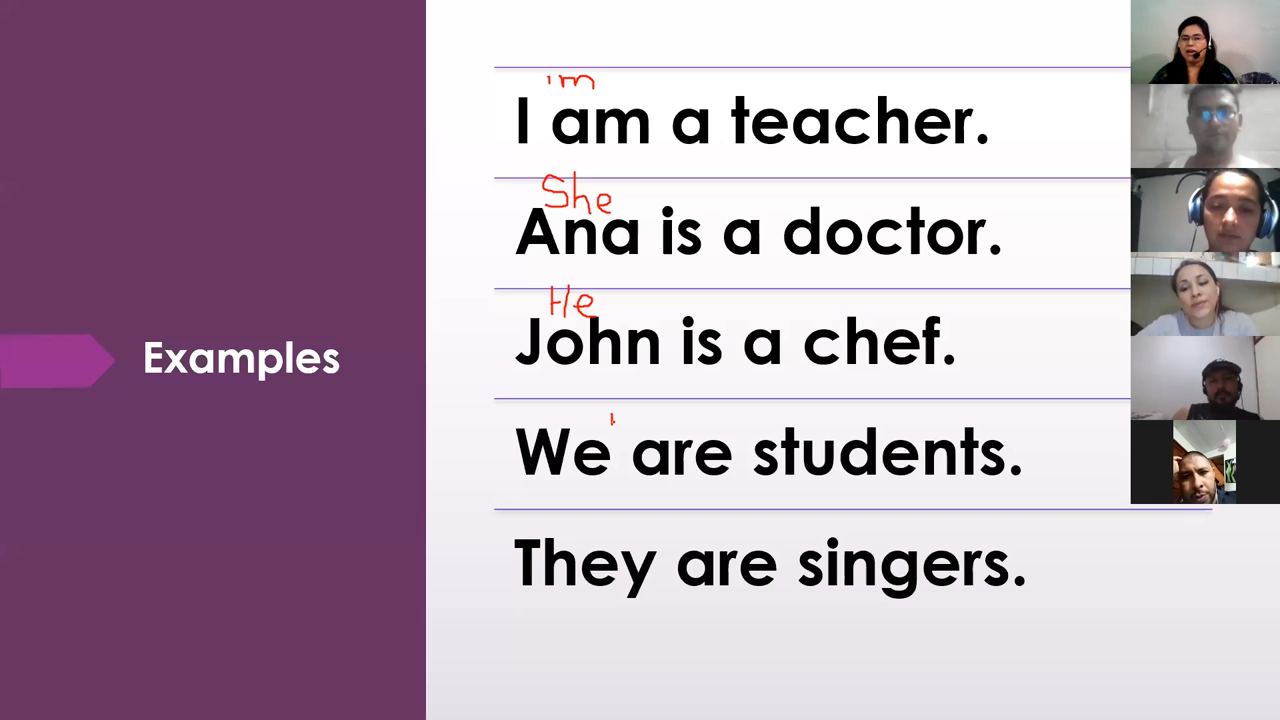 'm
I am a teacher.
She
Ana is a doctor.
He
John is a chef.
'
We are students.
They are singers.
Examples